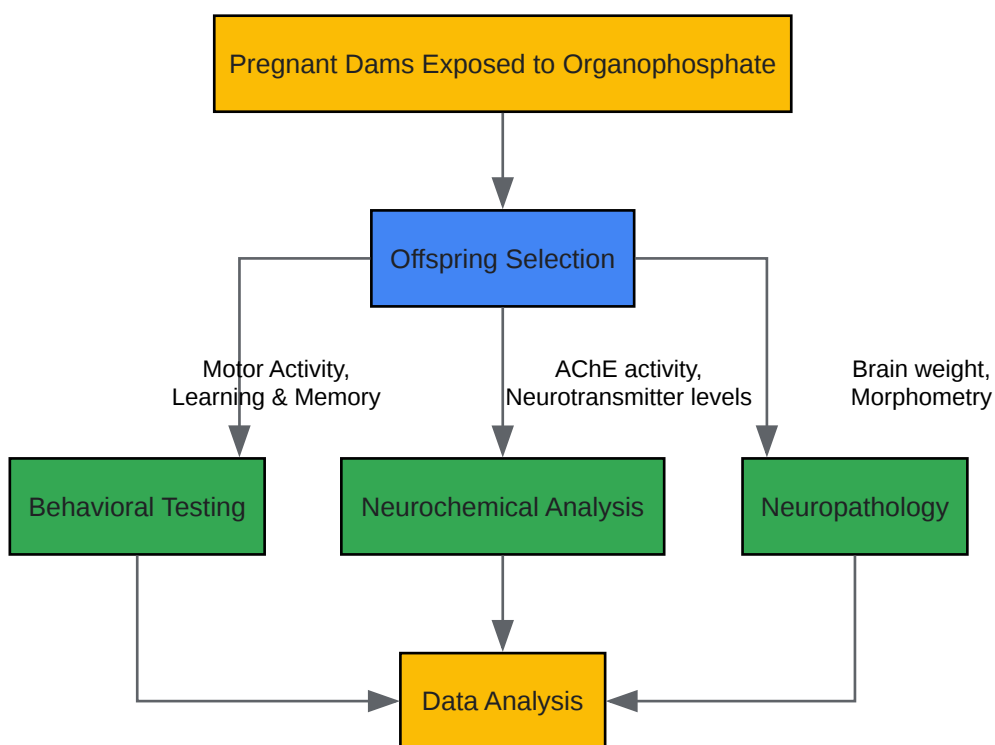 Pregnant Dams Exposed to Organophosphate
Offspring Selection
Motor Activity,
Learning & Memory
AChE activity,
Neurotransmitter levels
Brain weight,
Morphometry
Behavioral Testing
Neurochemical Analysis
Neuropathology
Data Analysis